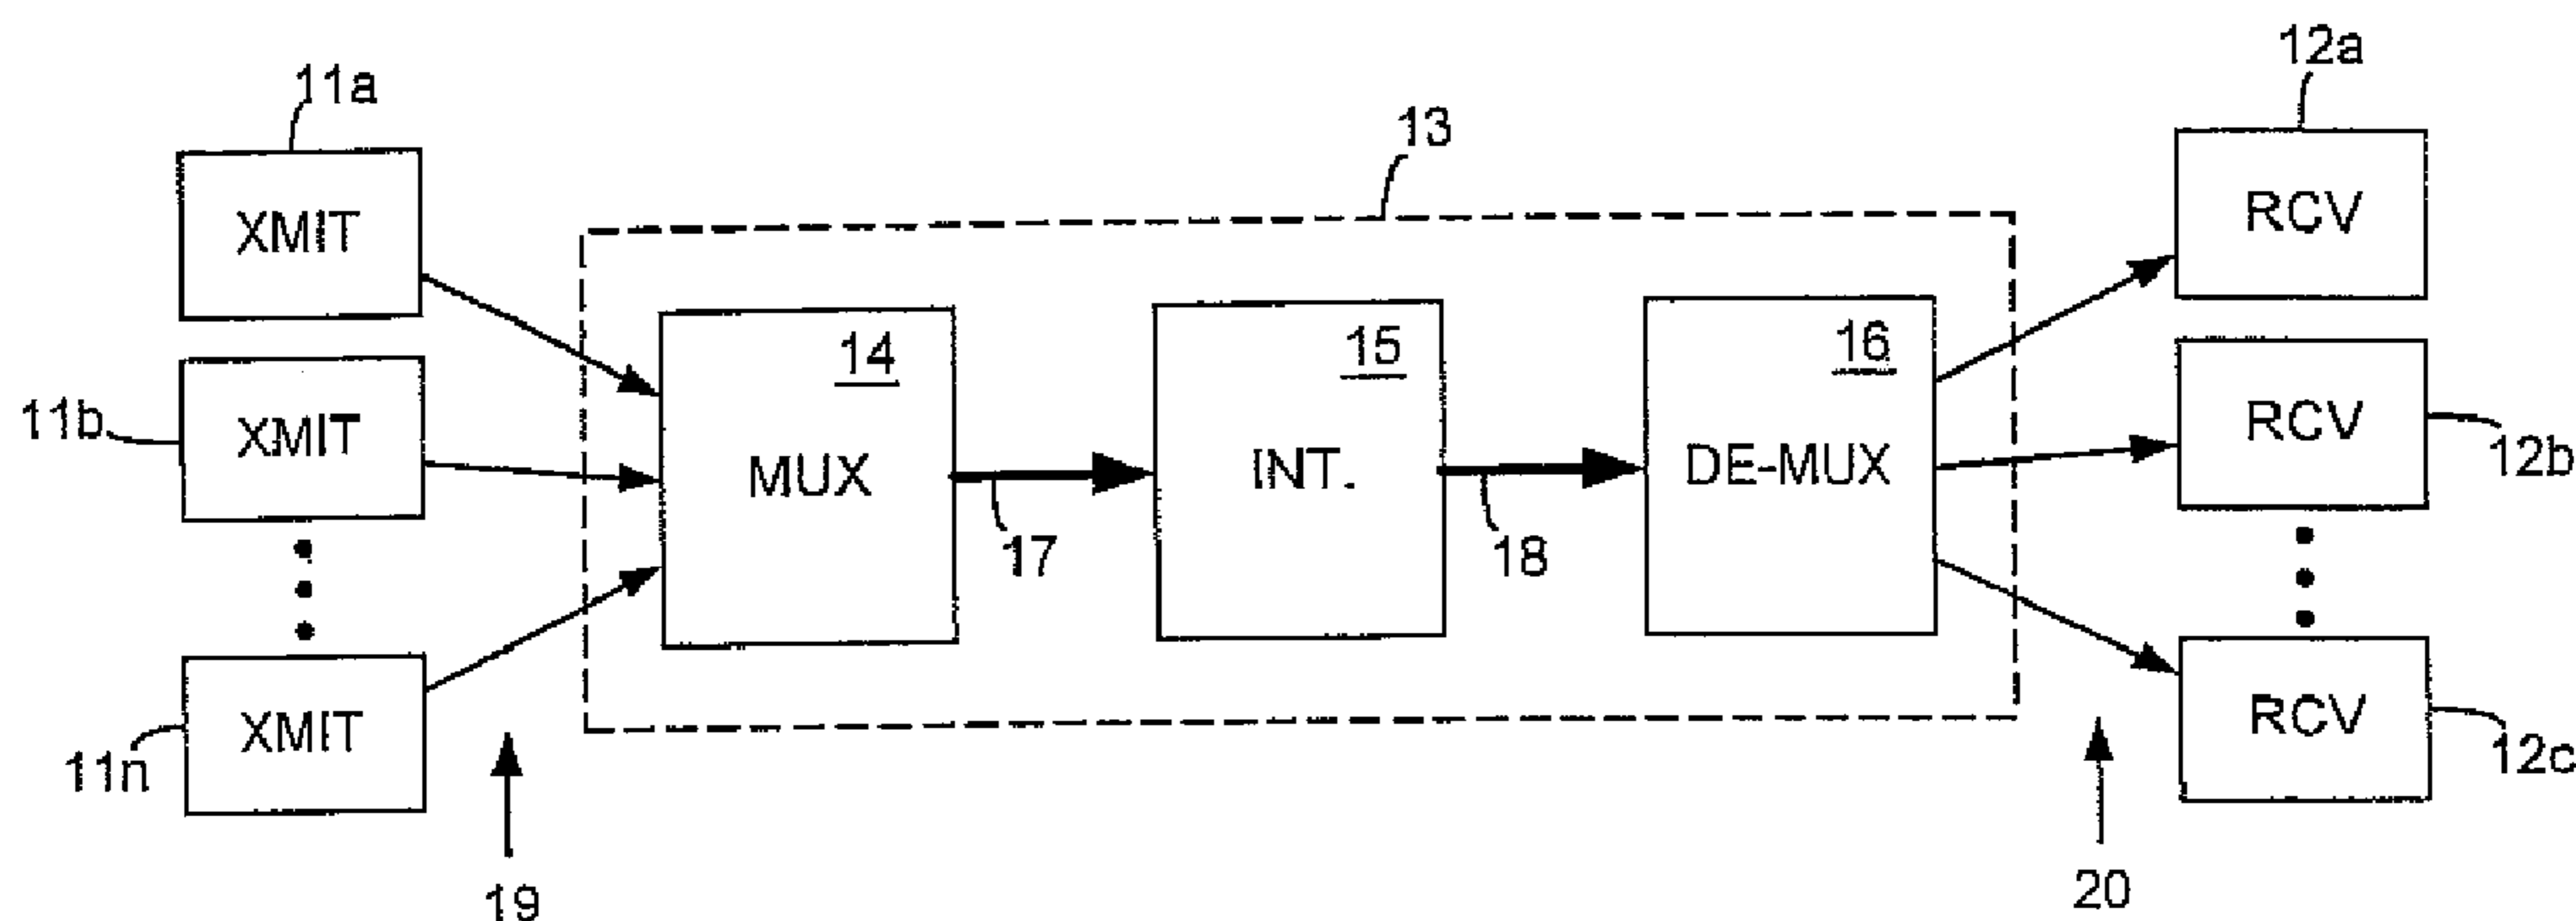 12a
11a
13
XMIT
RCV
14
15
16
11b
XMIT
RCV
12b
MUX
INT.
DE-MUX
17
18
11n
XMIT
RCV
12c
19
20